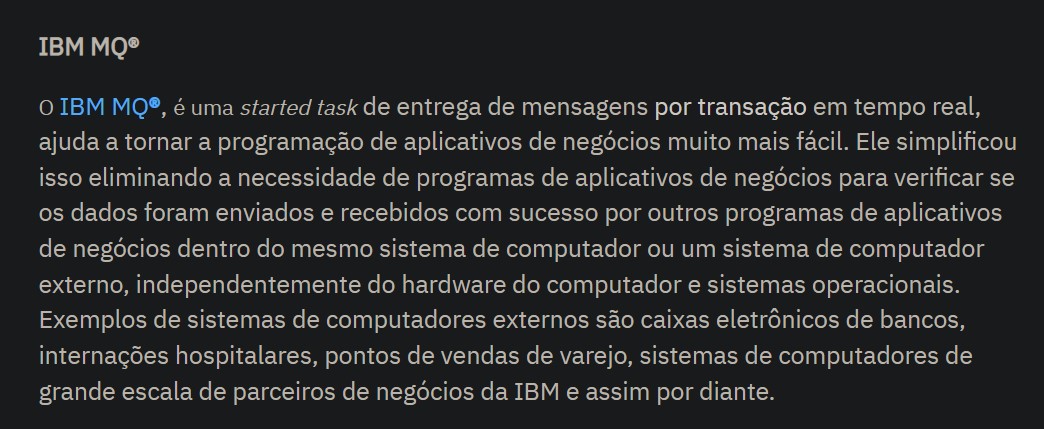 IBM MQ®
O IBM MQ®, é uma started task de entrega de mensagens por transação em tempo real,
ajuda a tornar a programação de aplicativos de negócios muito mais fácil. Ele simplificou
isso eliminando a necessidade de programas de aplicativos de negócios para verificar se
os dados foram enviados e recebidos com sucesso por outros programas de aplicativos
de negócios dentro do mesmo sistema de computador ou um sistema de computador
externo, independentemente do hardware do computador e sistemas operacionais.
Exemplos de sistemas de computadores externos são caixas eletrônicos de bancos,
internações hospitalares, pontos de vendas de varejo, sistemas de computadores de
grande escala de parceiros de negócios da IBM e assim por diante.